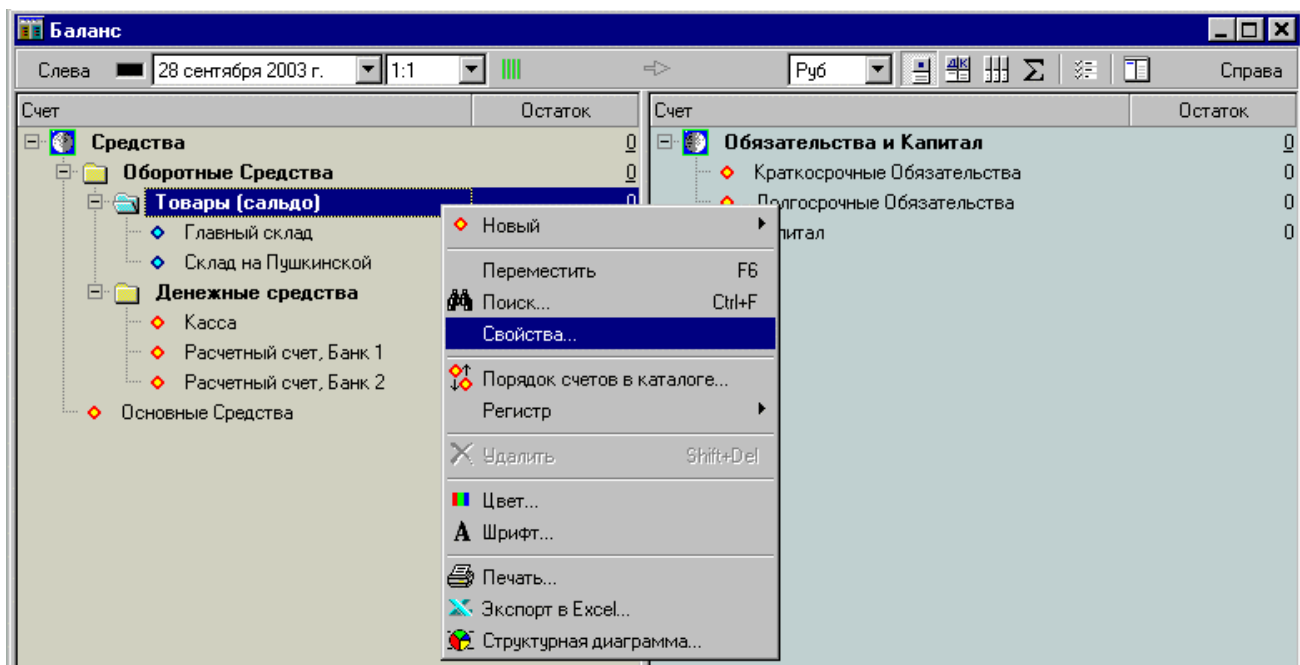 Баланс
Слева 28 сентября 2003 г. 1:1 Руб Справа
Счет Остаток Счет Остаток
Средства 0 Обязательства и Капитал 0
Оборотные Средства 0 Краткосрочные Обязательства 0
Товары (сальдо) 0 Долгосрочные Обязательства 0
Главный склад Новый питал 0
Склад на Пушкинской Переместить F6
Денежные средства Поиск... Ctrl+F
Касса Свойства...
Расчетный счет, Банк 1
Расчетный счет, Банк 2 Порядок счетов в каталоге...
Основные Средства Регистр
Удалить Shift+Del
Цвет...
Шрифт...
Печать...
Экспорт в Excel...
Структурная диаграмма...